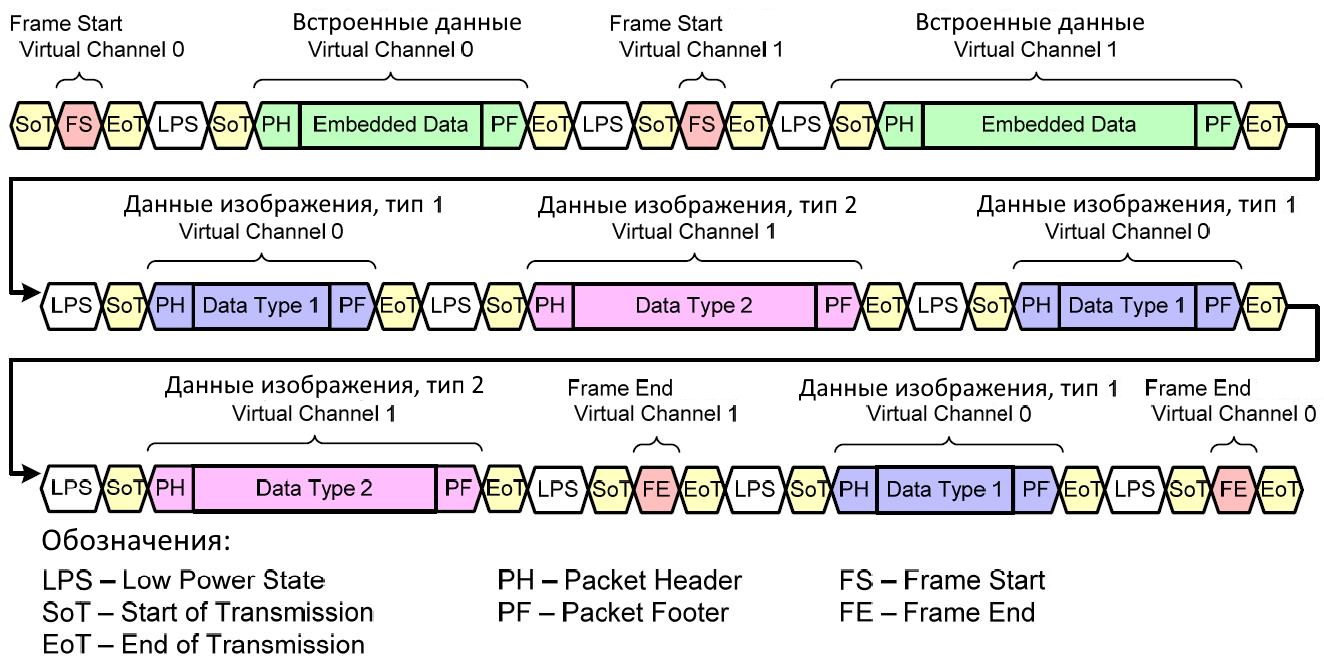 Frame Start Встроенные данные Frame Start Встроенные данные
Virtual Channel 0 Virtual Channel 0 Virtual Channel 1 Virtual Channel 1
SoT FS EoT LPS SoT PH Embedded Data PF EoT LPS SoT FS EoT LPS SoT PH Embedded Data PF EoT
Данные изображения, тип 1 Данные изображения, тип 2 Данные изображения, тип 1
Virtual Channel 0 Virtual Channel 1 Virtual Channel 0
LPS SoT PH Data Type 1 PF EoT LPS SoT PH Data Type 2 PF EoT LPS SoT PH Data Type 1 PF EoT
Данные изображения, тип 2 Frame End Данные изображения, тип 1 Frame End
Virtual Channel 1 Virtual Channel 1 Virtual Channel 0 Virtual Channel 0
LPS SoT PH Data Type 2 PF EoT LPS SoT FE EoT LPS SoT PH Data Type 1 PF EoT LPS SoT FE EoT
Обозначения:
LPS – Low Power State PH – Packet Header FS – Frame Start
SoT – Start of Transmission PF – Packet Footer FE – Frame End
EoT – End of Transmission